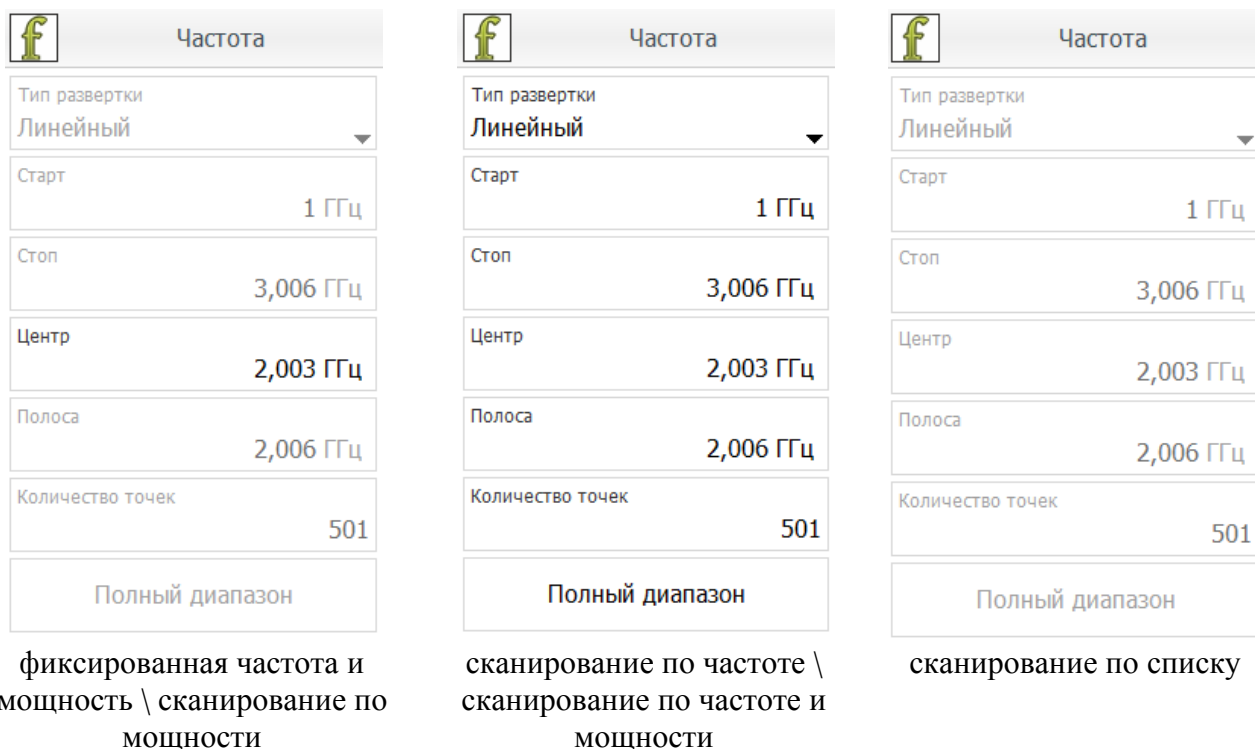 f
Частота
Тип развертки
Линейный
Старт
1 ГГц
Стоп
3,006 ГГц
Центр
2,003 ГГц
Полоса
2,006 ГГц
Количество точек
501
Полный диапазон
фиксированная частота и
мощность \ сканирование по
мощности
f
Частота
Тип развертки
Линейный
Старт
1 ГГц
Стоп
3,006 ГГц
Центр
2,003 ГГц
Полоса
2,006 ГГц
Количество точек
501
Полный диапазон
сканирование по частоте \
сканирование по частоте и
мощности
f
Частота
Тип развертки
Линейный
Старт
1 ГГц
Стоп
3,006 ГГц
Центр
2,003 ГГц
Полоса
2,006 ГГц
Количество точек
501
Полный диапазон
сканирование по списку